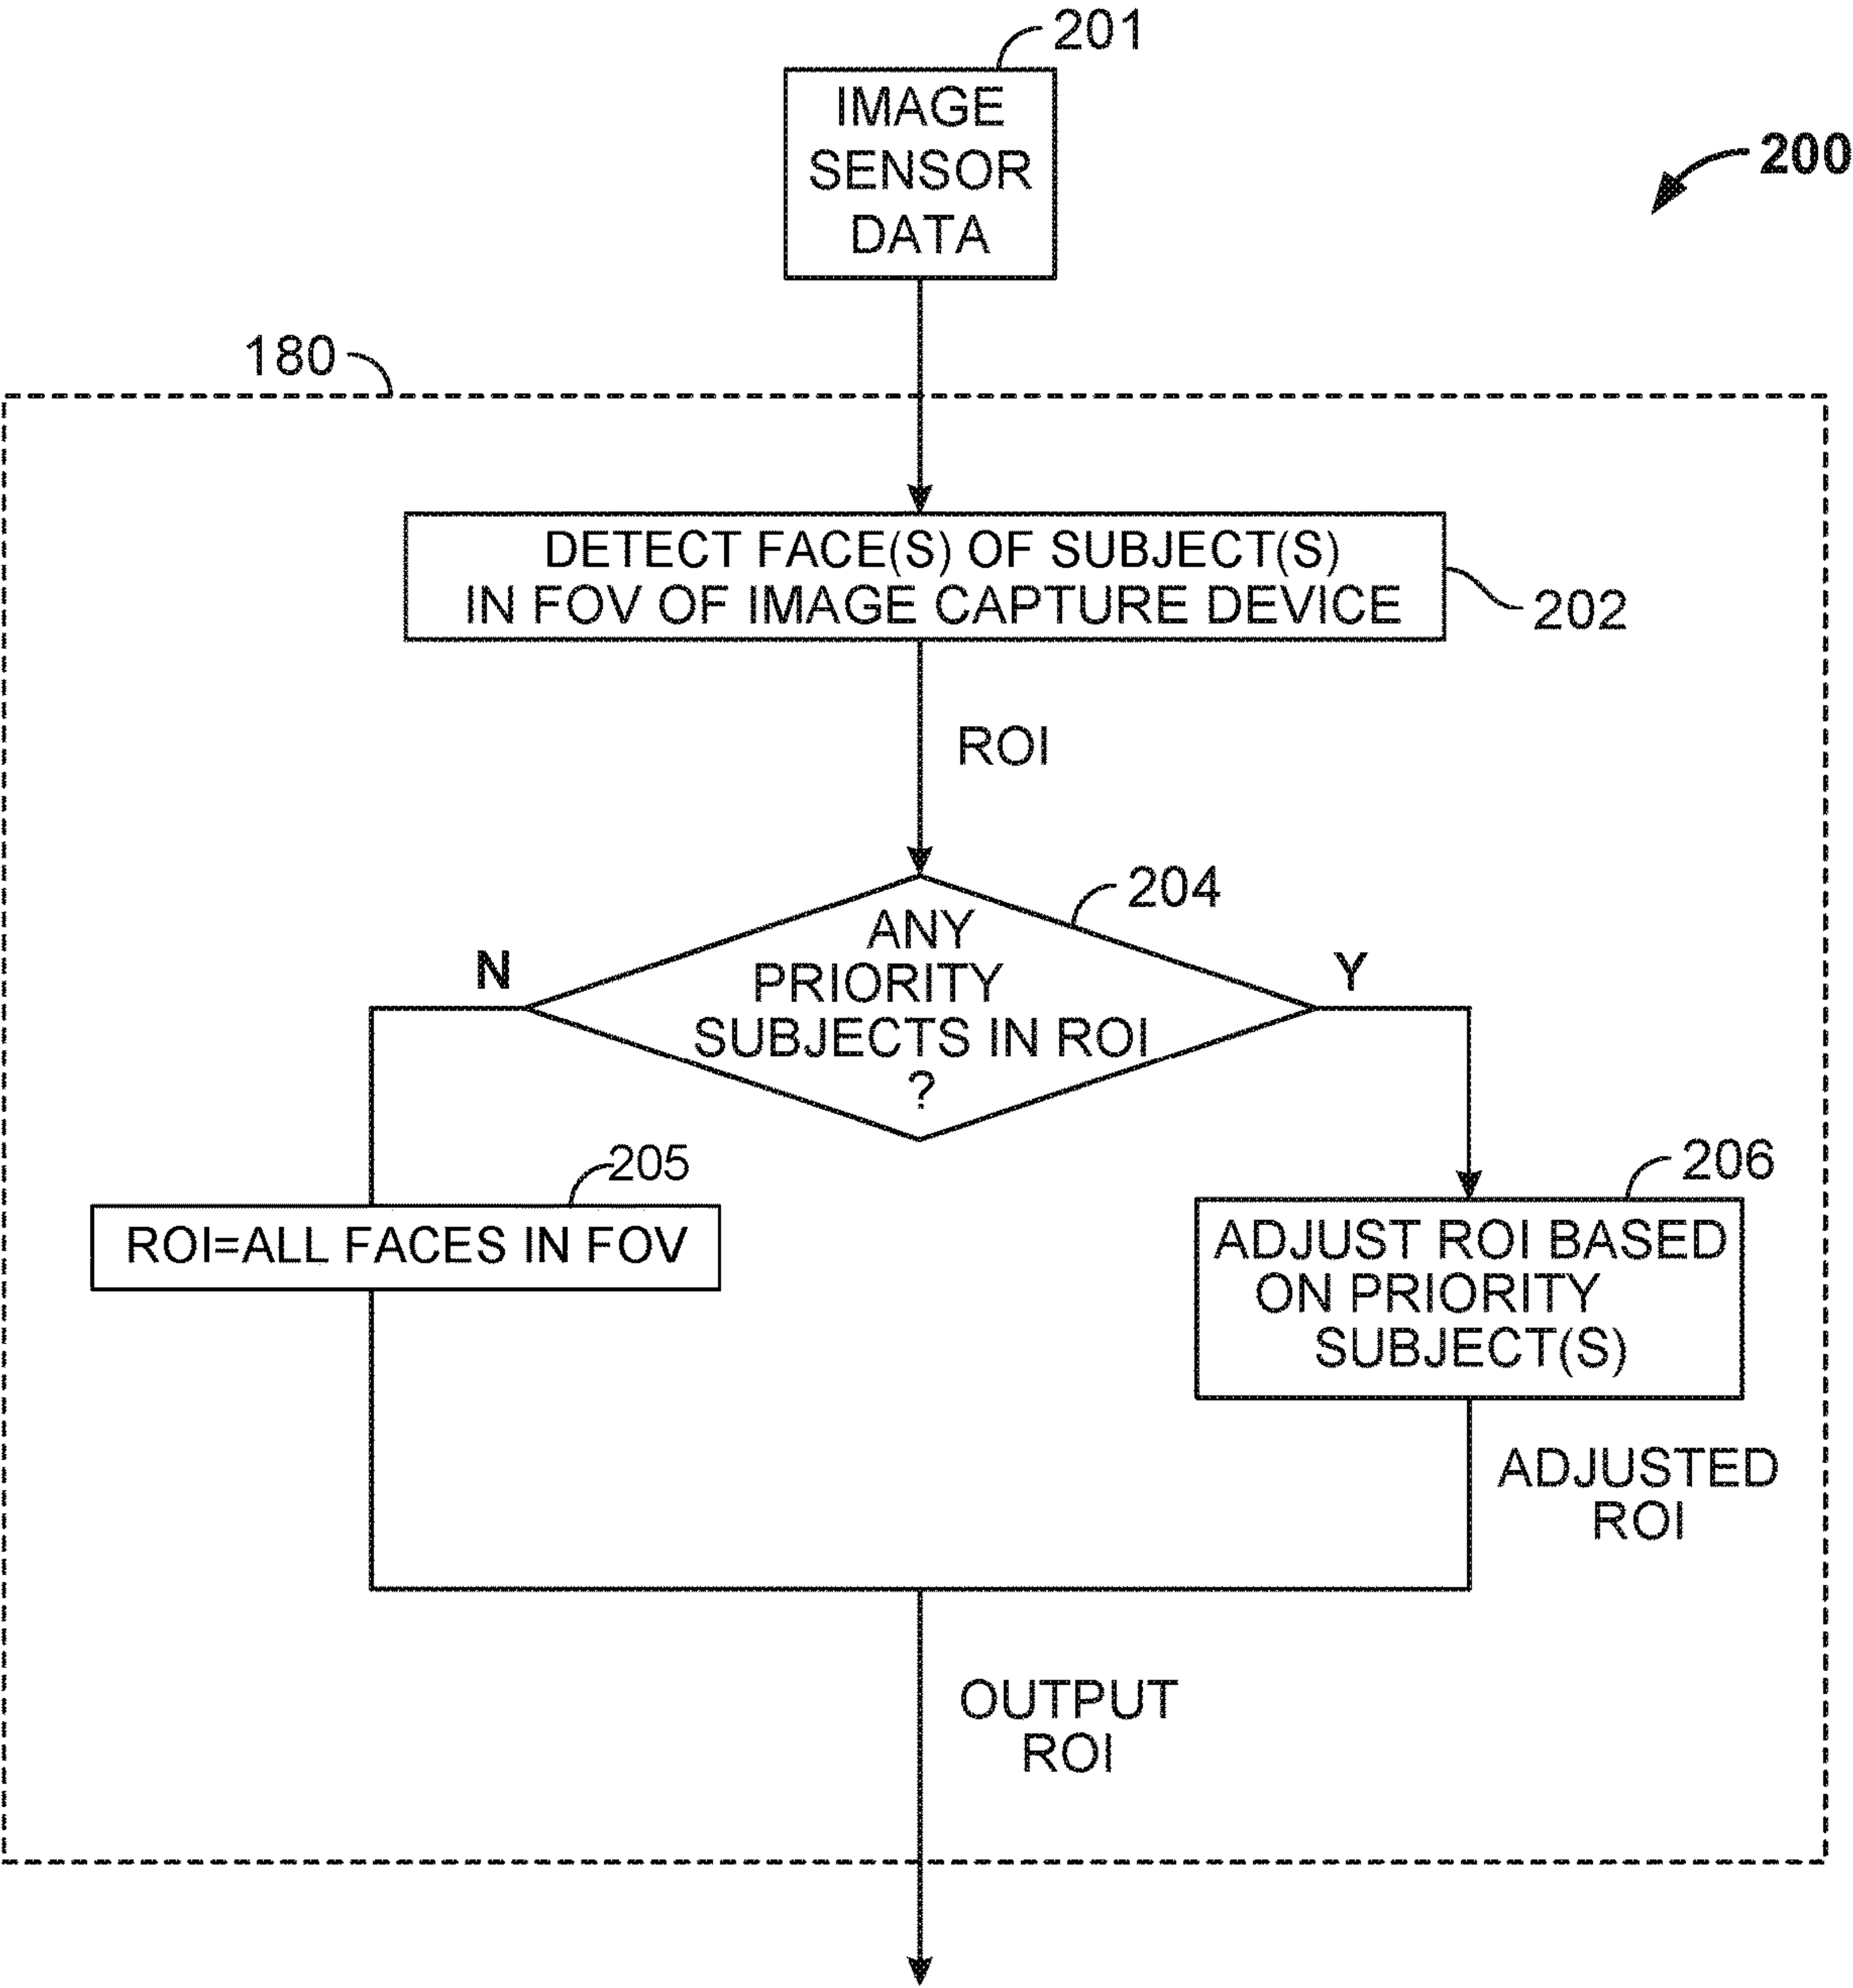 201
IMAGE
SENSOR
DATA
200
180
DETECT FACE(S) OF SUBJECT(S)
IN FOV OF IMAGE CAPTURE DEVICE
202
ROI
204
ANY
PRIORITY
SUBJECTS IN ROI
?
N
Y
205
ROI=ALL FACES IN FOV
206
ADJUST ROI BASED
ON PRIORITY
SUBJECT(S)
ADJUSTED
ROI
OUTPUT
ROI